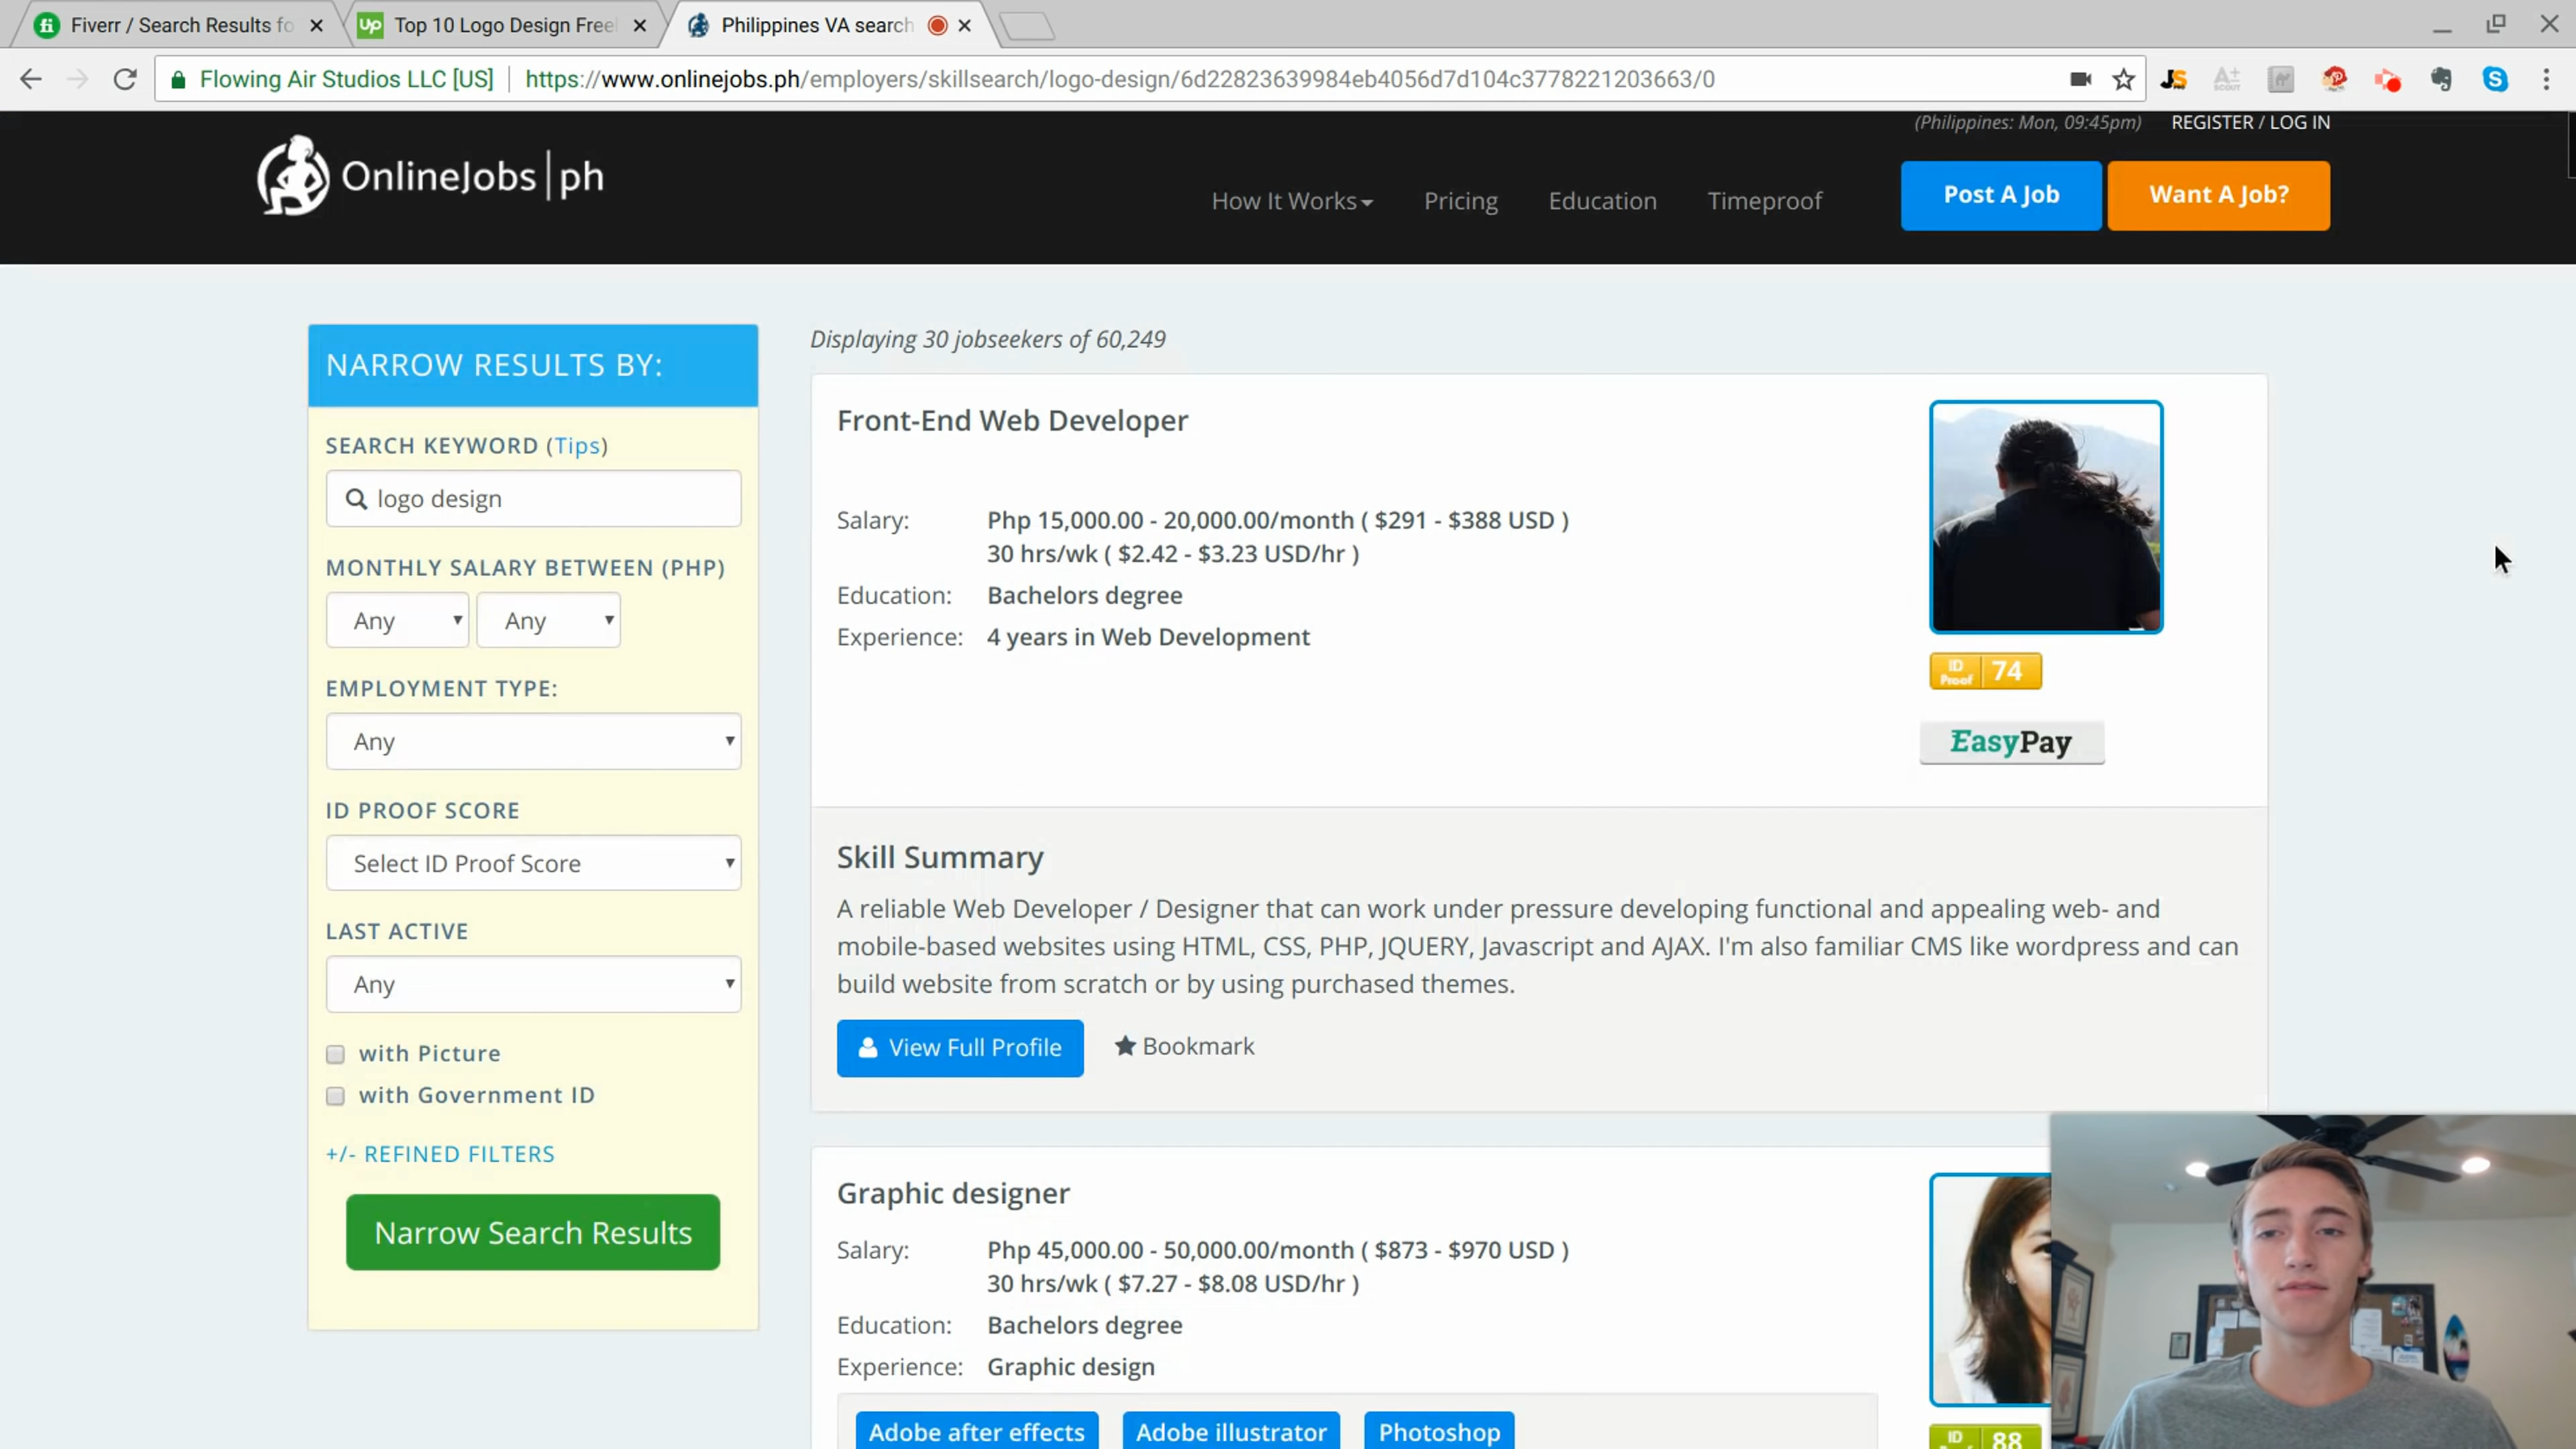 Fiverr / Search Results fo
Top 10 Logo Design Free
Philippines VA search
Flowing Air Studios LLC [US]
https://www.onlinejobs.ph/employers/skillsearch/logo-design/6d22823639984eb4056d7d104c3778221203663/0
OnlineJobs|ph
(Philippines: Mon, 09:45pm)
REGISTER / LOG IN
How It Works
Pricing
Education
Timeproof
Post A Job
Want A Job?
NARROW RESULTS BY:
SEARCH KEYWORD (Tips)
logo design
MONTHLY SALARY BETWEEN (PHP)
Any
Any
EMPLOYMENT TYPE:
Any
ID PROOF SCORE
Select ID Proof Score
LAST ACTIVE
Any
with Picture
with Government ID
+/- REFINED FILTERS
Narrow Search Results
Displaying 30 jobseekers of 60,249
Front-End Web Developer
Salary: Php 15,000.00 - 20,000.00/month ( $291 - $388 USD )
30 hrs/wk ( $2.42 - $3.23 USD/hr )
Education: Bachelors degree
Experience: 4 years in Web Development
ID Proof 74
EasyPay
Skill Summary
A reliable Web Developer / Designer that can work under pressure developing functional and appealing web- and
mobile-based websites using HTML, CSS, PHP, JQUERY, Javascript and AJAX. I'm also familiar CMS like wordpress and can
build website from scratch or by using purchased themes.
View Full Profile
Bookmark
Graphic designer
Salary: Php 45,000.00 - 50,000.00/month ( $873 - $970 USD )
30 hrs/wk ( $7.27 - $8.08 USD/hr )
Education: Bachelors degree
Experience: Graphic design
Adobe after effects
Adobe illustrator
Photoshop
ID 88